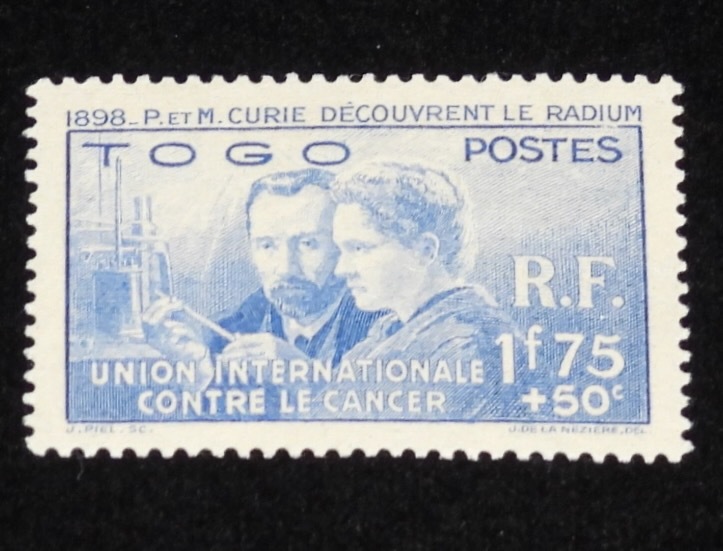 1898_P. ET M. CURIE DÉCOUVRENT LE RADIUM
TOGO POSTES
R.F.
1f75
+50c
UNION INTERNATIONALE
CONTRE LE CANCER
J. PIEL. SC. J. DE LA NEZIÈRE, DEL.